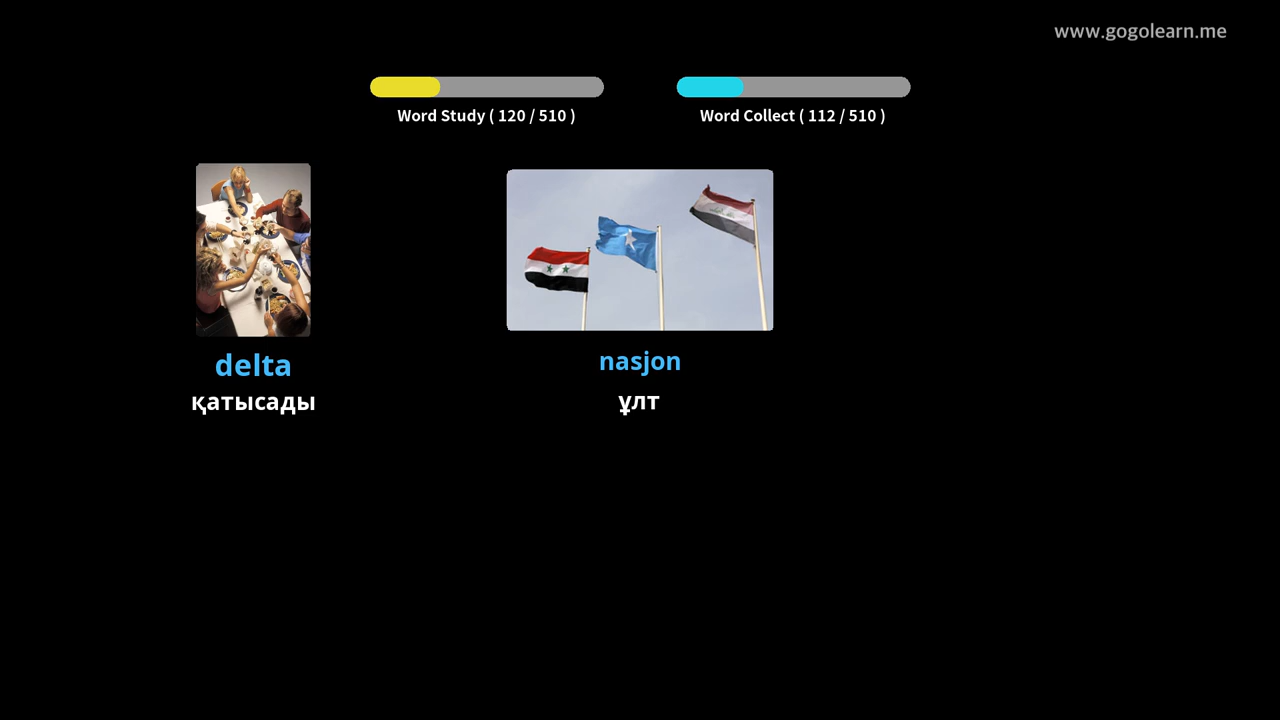 www.gogolearn.me
Word Study ( 120 / 510 )
Word Collect ( 112 / 510 )
delta
қатысады
nasjon
ұлт